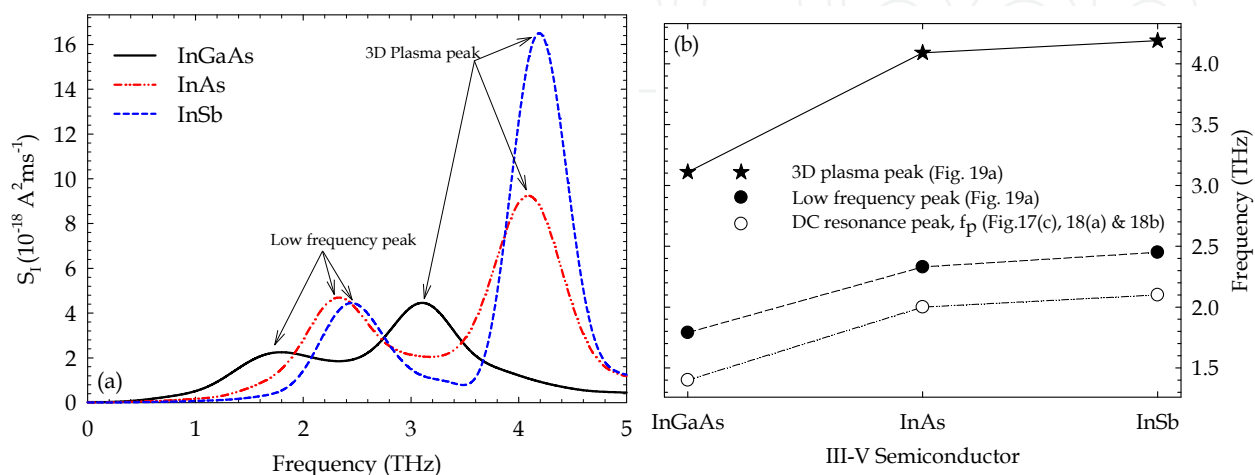 16
14
12
10
8
6
4
2
0
S_I(10^-18 A^2ms^-1)
InGaAs
InAs
InSb
3D Plasma peak
Low frequency peak
(a)
0 1 2 3 4 5
Frequency (THz)
(b)
3D plasma peak (Fig. 19a)
Low frequency peak (Fig. 19a)
DC resonance peak, f_p (Fig.17(c), 18(a) & 18b)
4.0
3.5
3.0
2.5
2.0
1.5
Frequency (THz)
InGaAs InAs InSb
III-V Semiconductor